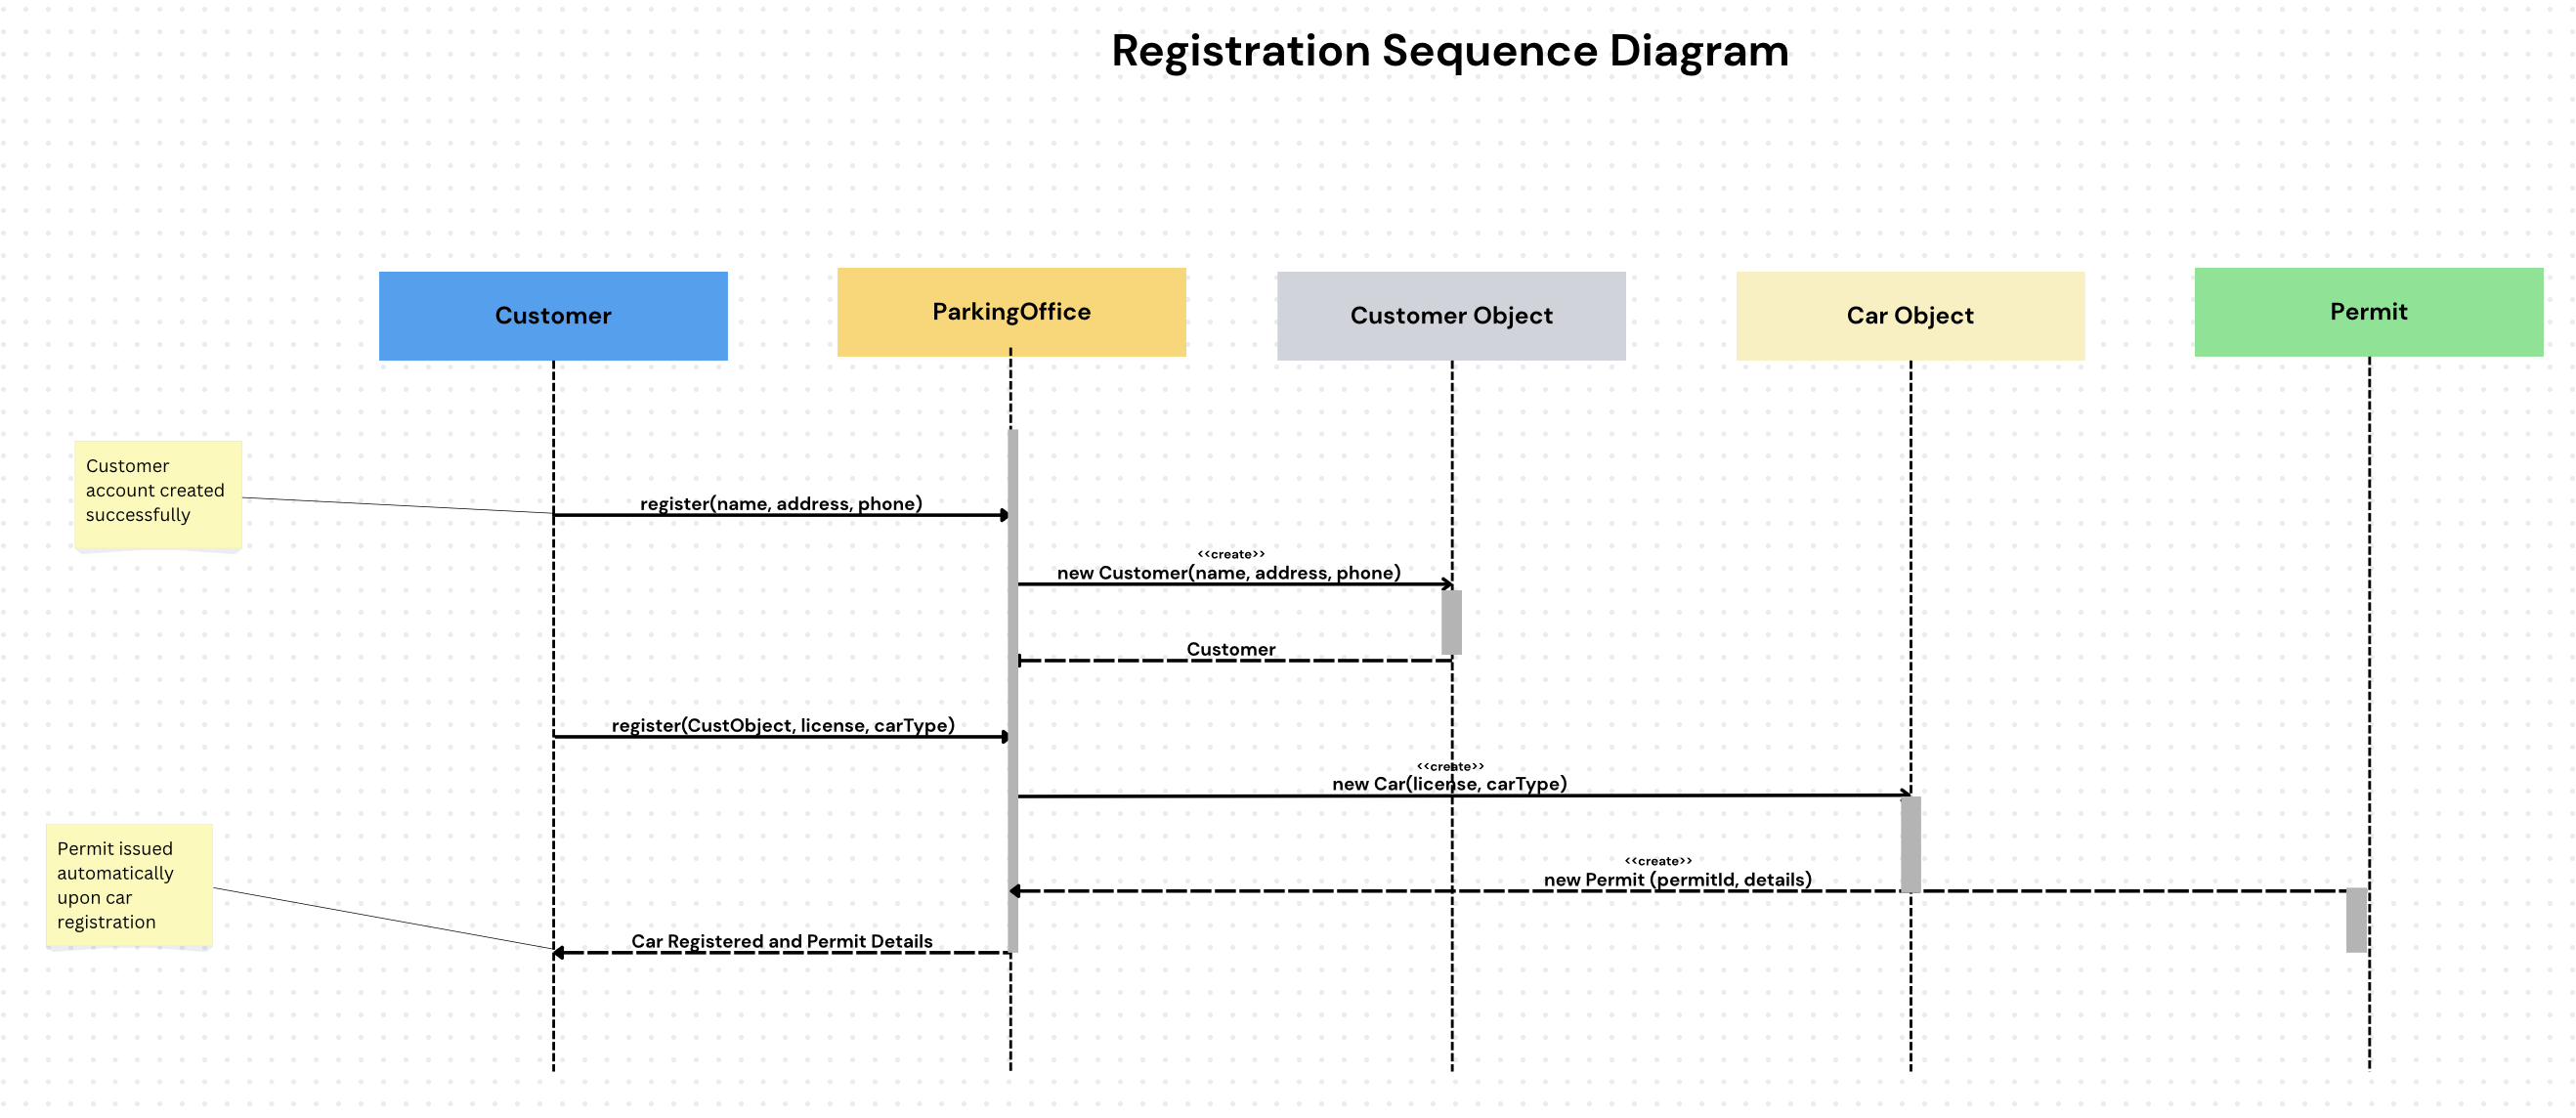 Registration Sequence Diagram
Customer
ParkingOffice
Customer Object
Car Object
Permit
Customer
account created
successfully
register(name, address, phone)
<<create>>
new Customer(name, address, phone)
Customer
register(CustObject, license, carType)
<<create>>
new Car(license, carType)
Permit issued
automatically
upon car
registration
<<create>>
new Permit (permitId, details)
Car Registered and Permit Details